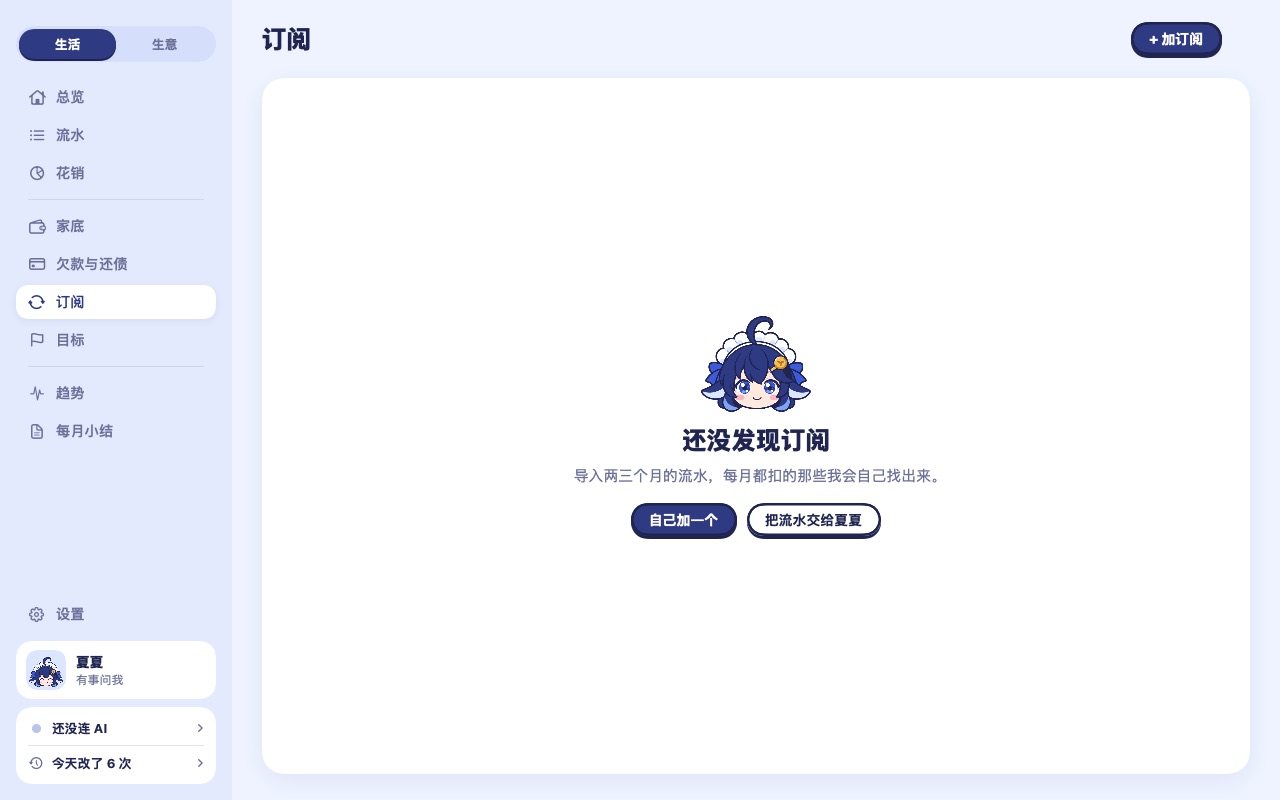 生活 生意
总览
流水
花销
家底
欠款与还债
订阅
目标
趋势
每月小结
设置
夏夏
有事问我
还没连 AI
今天改了 6 次
订阅
+ 加订阅
还没发现订阅
导入两三个月的流水，每月都扣的那些我会自己找出来。
自己加一个 把流水交给夏夏